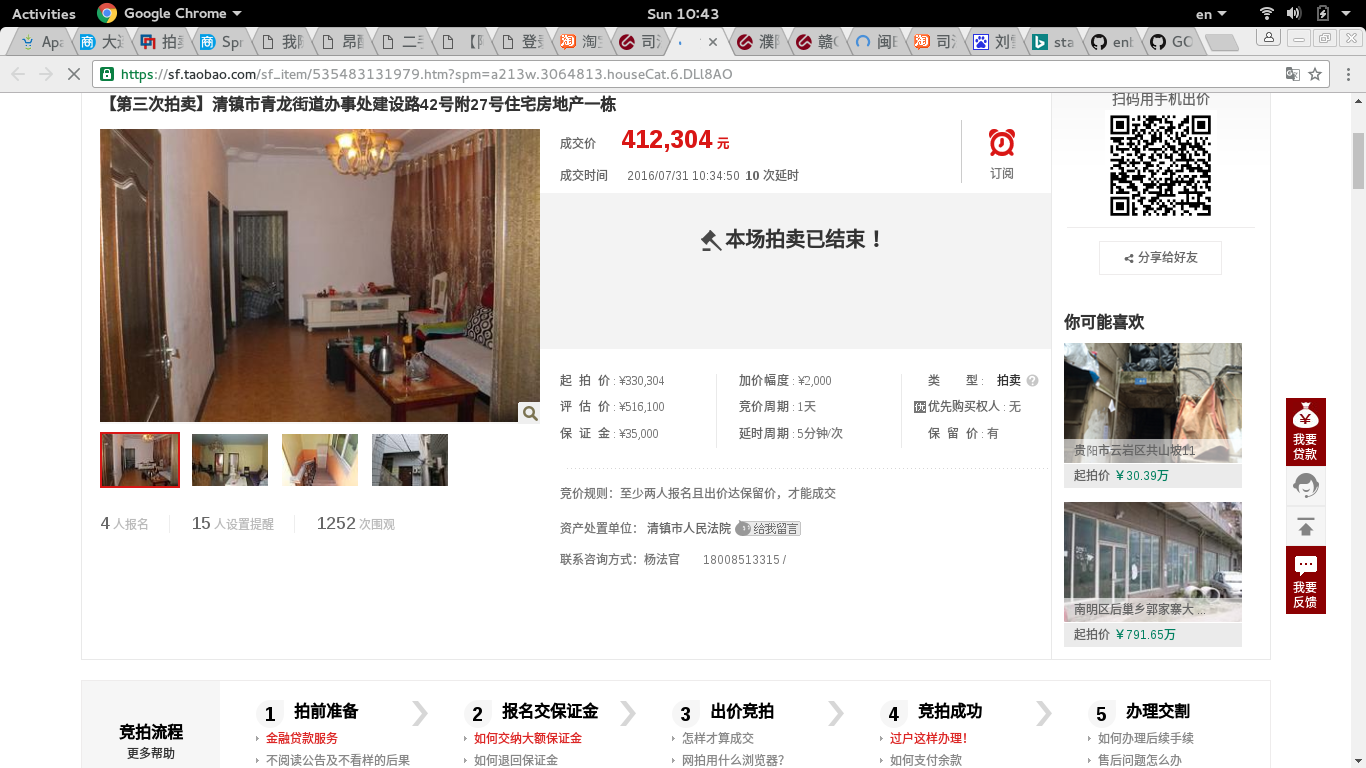 Activities
Google Chrome
Sun 10:43
en
Apa
大
拍卖
Spr
我
昂
二手
【
登录
淘宝
司法
濮阳
赣
闽
司法
刘
sta
enl
GO
https://sf.taobao.com/sf_item/535483131979.htm?spm=a213w.3064813.houseCat.6.DLl8AO
【第三次拍卖】清镇市青龙街道办事处建设路42号附27号住宅房地产一栋
成交价 412,304 元
成交时间 2016/07/31 10:34:50 10 次延时
订阅
本场拍卖已结束！
起 拍 价 : ¥330,304
加价幅度 : ¥2,000
类 型 : 拍卖
评 估 价 : ¥516,100
竞价周期 : 1天
优 优先购买权人 : 无
保 证 金 : ¥35,000
延时周期 : 5分钟/次
保 留 价 : 有
竞价规则：至少两人报名且出价达保留价，才能成交
资产处置单位： 清镇市人民法院 给我留言
联系咨询方式：杨法官 18008513315 /
4 人报名
15 人设置提醒
1252 次围观
扫码用手机出价
分享给好友
你可能喜欢
贵阳市云岩区共山坡11
起拍价 ￥30.39万
南明区后巢乡郭家寨大 ...
起拍价 ￥791.65万
我要
贷款
我要
反馈
竞拍流程
更多帮助
1 拍前准备
金融贷款服务
不阅读公告及不看样的后果
2 报名交保证金
如何交纳大额保证金
如何退回保证金
3 出价竞拍
怎样才算成交
网拍用什么浏览器?
4 竞拍成功
过户这样办理!
如何支付余款
5 办理交割
如何办理后续手续
售后问题怎么办